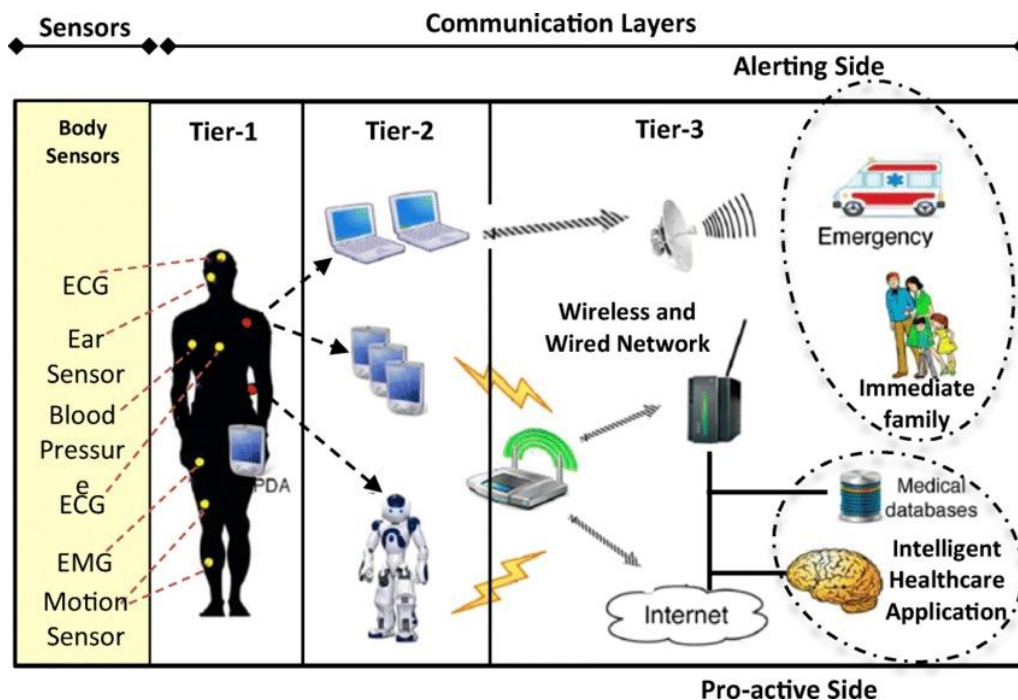 Sensors
Communication Layers
Alerting Side
Body
Sensors
Tier-1
Tier-2
Tier-3
ECG
Ear
Sensor
Blood
Pressur
e
ECG
EMG
Motion
Sensor
PDA
Wireless and
Wired Network
Internet
Emergency
Immediate
family
Medical
databases
Intelligent
Healthcare
Application
Pro-active Side